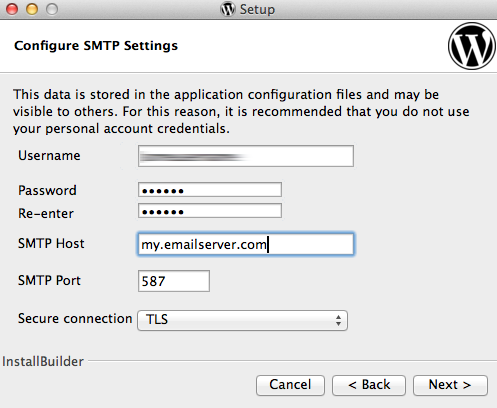 Setup
Configure SMTP Settings
This data is stored in the application configuration files and may be
visible to others. For this reason, it is recommended that you do not use
your personal account credentials.
Username
Password ••••••
Re-enter ••••••
SMTP Host my.emailserver.com
SMTP Port 587
Secure connection TLS
InstallBuilder
Cancel < Back Next >